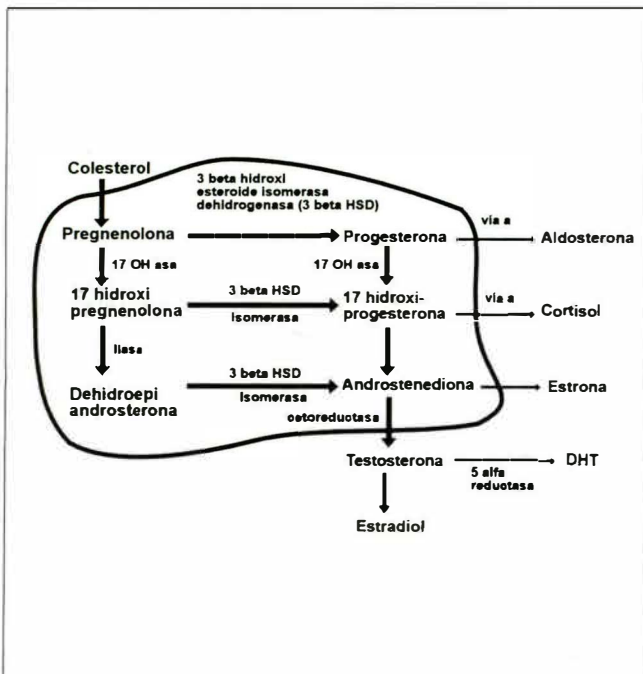 Colesterol
3 beta hidroxi
esteroide isomerasa
dehidrogenasa (3 beta HSD)
Pregnenolona
Progesterona
via a
Aldosterona
17 OH asa
17 OH asa
17 hidroxi
pregnenolona
3 beta HSD
Isomerasa
17 hidroxi-
progesterona
via a
Cortisol
liasa
Dehidroepi
androsterona
3 beta HSD
Isomerasa
Androstenediona
Estrona
cetoreductasa
Testosterona
5 alfa
reductasa
DHT
Estradiol